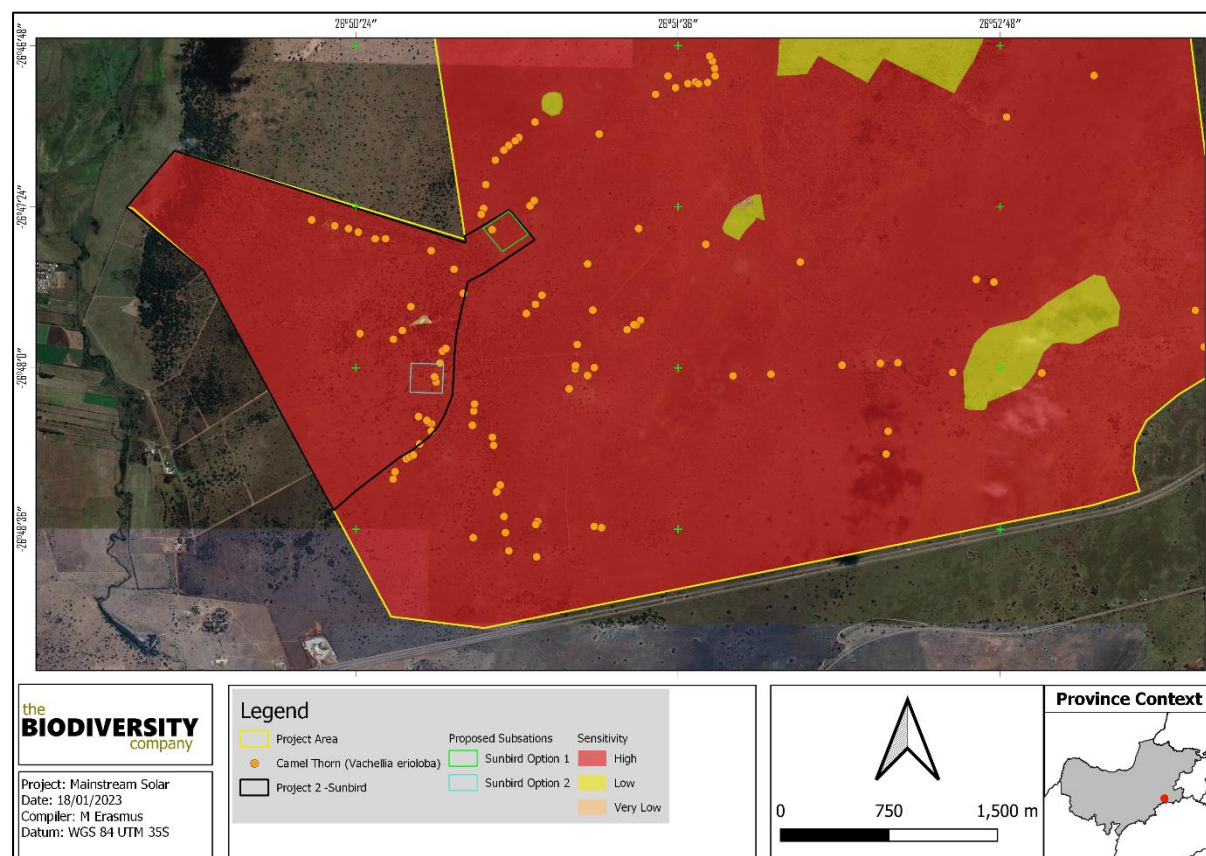 26°50'24" 26°51'36" 26°52'48"
-26°46'48"
-26°47'24"
-26°48'0"
-26°48'36"
the
BIODIVERSITY
company
Project: Mainstream Solar
Date: 18/01/2023
Compiler: M Erasmus
Datum: WGS 84 UTM 35S
Legend
Project Area
Camel Thorn (Vachellia erioloba)
Project 2 -Sunbird
Proposed Subsations
Sunbird Option 1
Sunbird Option 2
Sensitivity
High
Low
Very Low
0 750 1,500 m
Province Context